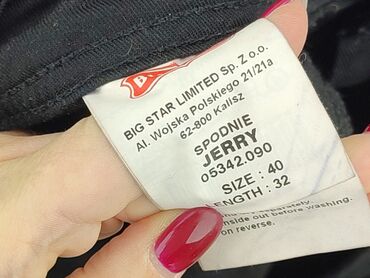 BIG STAR LIMITED Sp. Z o.o.
Al. Wojska Polskiego 21/21a
62-800 Kalisz
SPODNIE
JERRY
05342.090
SIZE : 40
LENGTH : 32
separately
inside out before washing
on reverse.